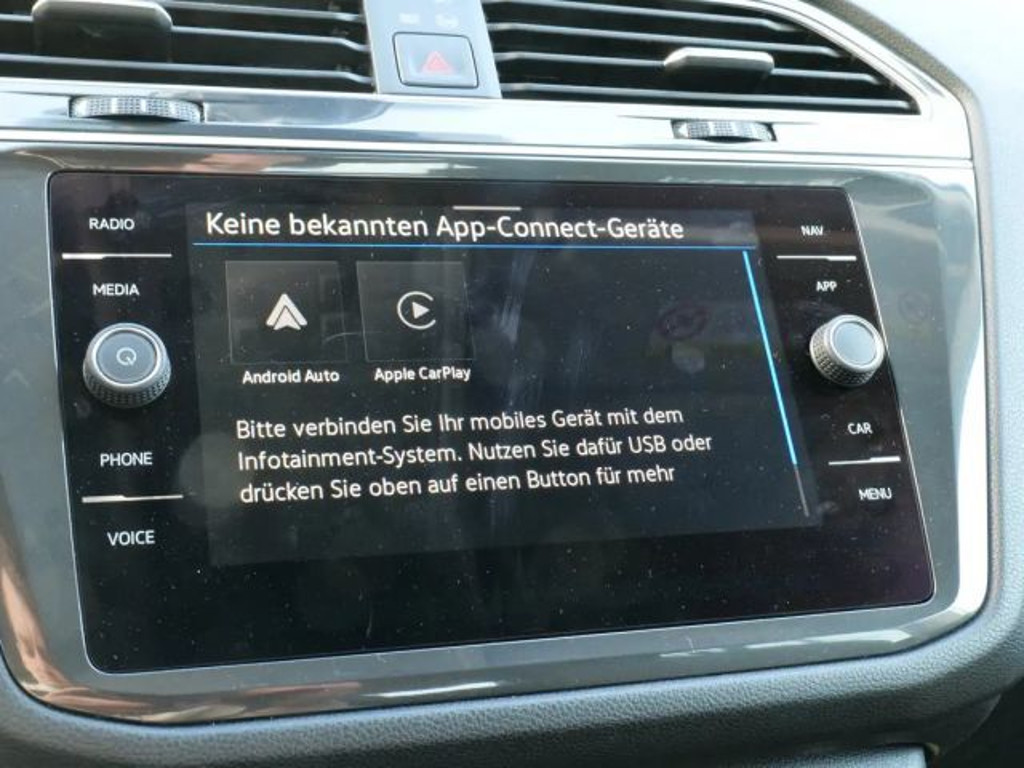 Keine bekannten App-Connect-Geräte
RADIO
NAV
MEDIA
APP
Android Auto
Apple CarPlay
Bitte verbinden Sie Ihr mobiles Gerät mit dem
Infotainment-System. Nutzen Sie dafür USB oder
drücken Sie oben auf einen Button für mehr
PHONE
CAR
VOICE
MENU